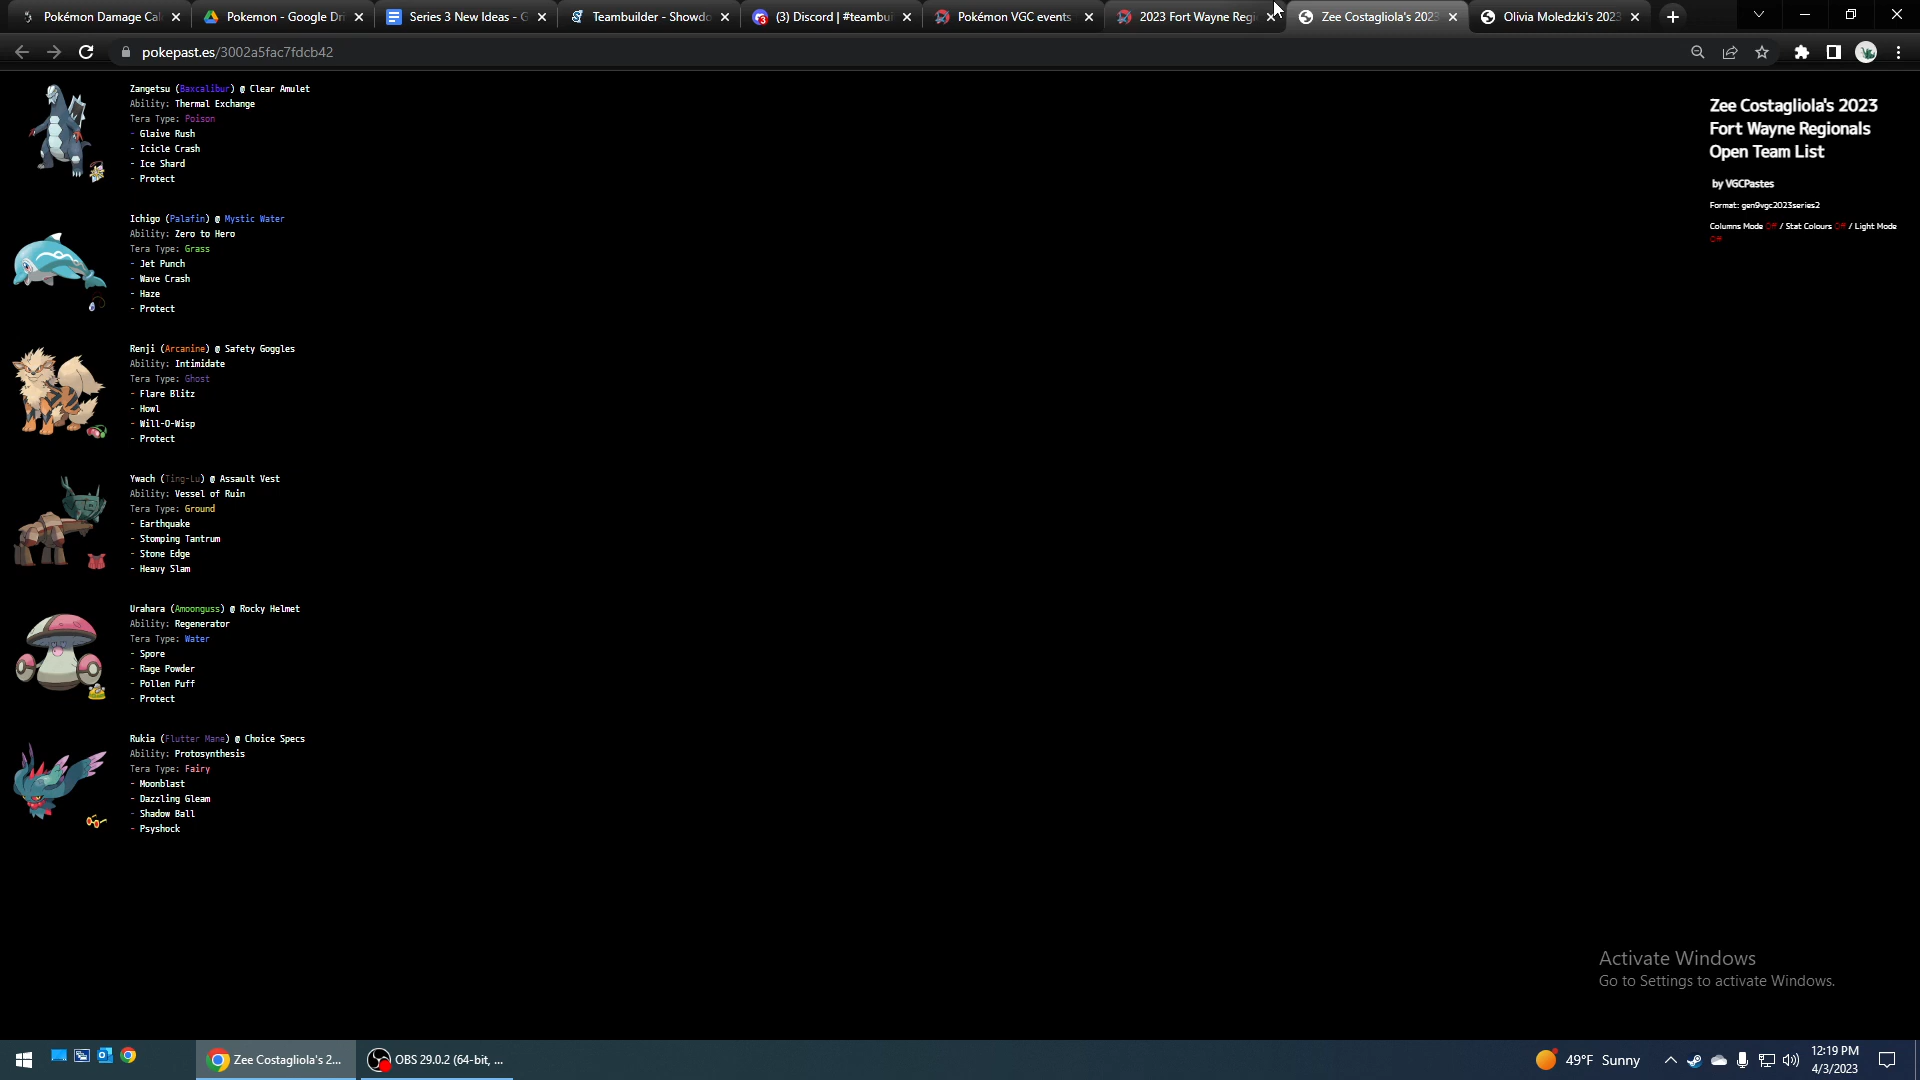 Pokémon Damage Cal
Pokemon - Google Dri
Series 3 New Ideas - G
Teambuilder - Showdo
(3) Discord | #teambui
Pokémon VGC events
2023 Fort Wayne Regi
Zee Costagliola's 2023
Olivia Moledzki's 2023
pokepast.es/3002a5fac7fdcb42
Zangetsu (Baxcalibur) @ Clear Amulet
Ability: Thermal Exchange
Tera Type: Poison
- Glaive Rush
- Icicle Crash
- Ice Shard
- Protect
Ichigo (Palafin) @ Mystic Water
Ability: Zero to Hero
Tera Type: Grass
- Jet Punch
- Wave Crash
- Haze
- Protect
Renji (Arcanine) @ Safety Goggles
Ability: Intimidate
Tera Type: Ghost
- Flare Blitz
- Howl
- Will-O-Wisp
- Protect
Ywach (Ting-Lu) @ Assault Vest
Ability: Vessel of Ruin
Tera Type: Ground
- Earthquake
- Stomping Tantrum
- Stone Edge
- Heavy Slam
Urahara (Amoonguss) @ Rocky Helmet
Ability: Regenerator
Tera Type: Water
- Spore
- Rage Powder
- Pollen Puff
- Protect
Rukia (Flutter Mane) @ Choice Specs
Ability: Protosynthesis
Tera Type: Fairy
- Moonblast
- Dazzling Gleam
- Shadow Ball
- Psyshock
Zee Costagliola's 2023
Fort Wayne Regionals
Open Team List
by VGCPastes
Format: gen9vgc2023series2
Columns Mode Off / Stat Colours Off / Light Mode
Off
Activate Windows
Go to Settings to activate Windows.
Zee Costagliola's 2...
OBS 29.0.2 (64-bit, ...
49°F Sunny
12:19 PM
4/3/2023